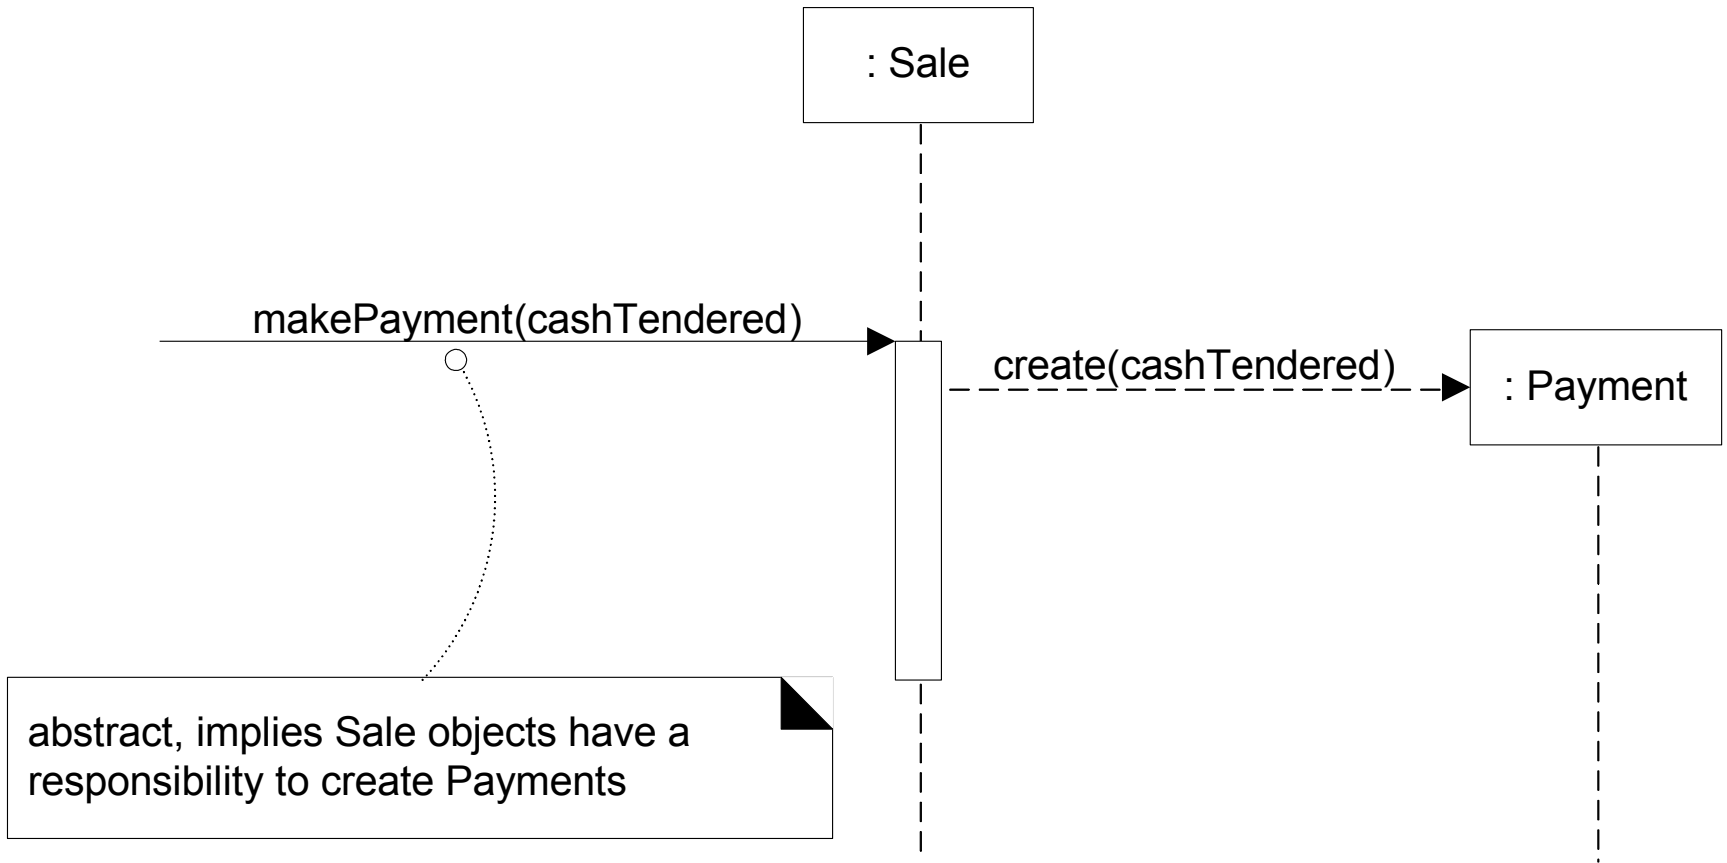 : Sale
makePayment(cashTendered)
create(cashTendered)
: Payment
abstract, implies Sale objects have a
responsibility to create Payments